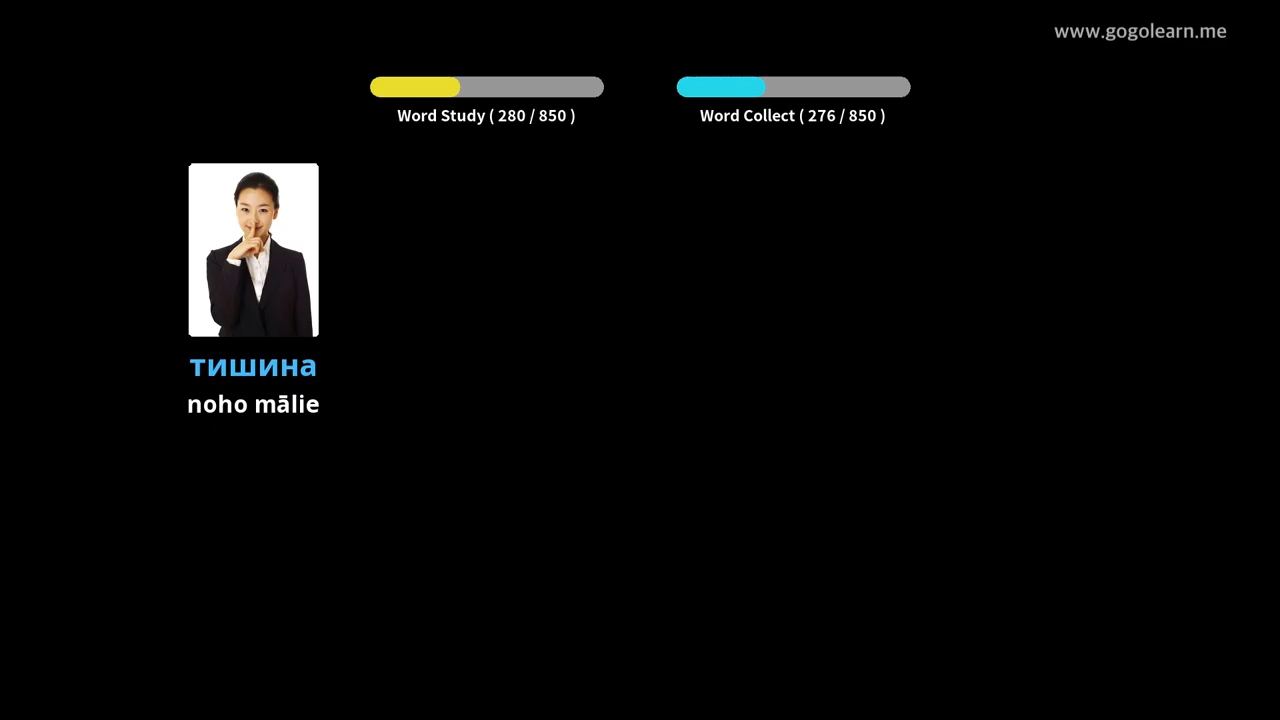 www.gogolearn.me
Word Study ( 280 / 850 )
Word Collect ( 276 / 850 )
тишина
noho mālie